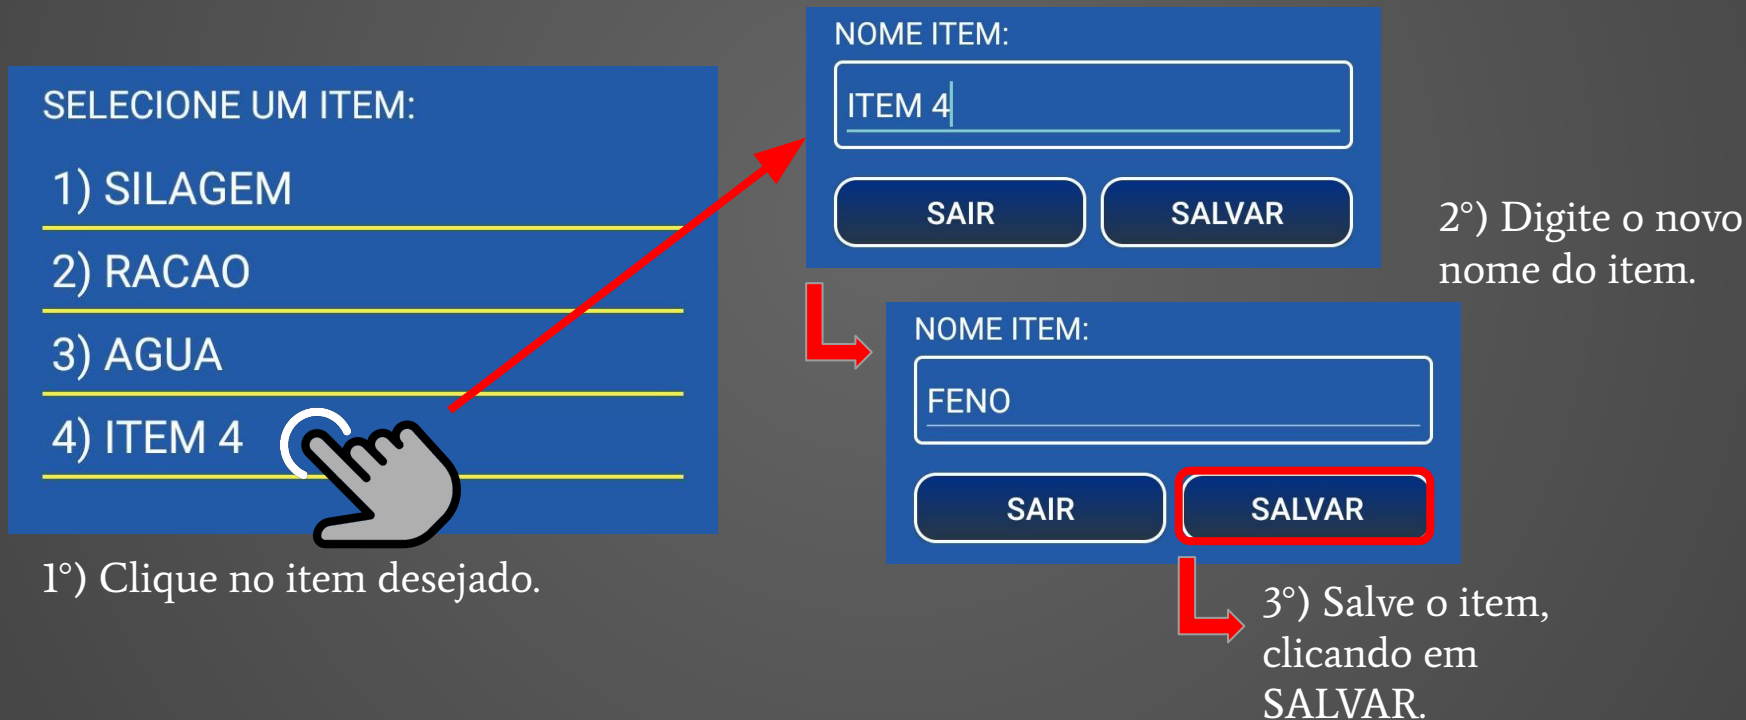 SELECIONE UM ITEM:
1) SILAGEM
2) RACAO
3) AGUA
4) ITEM 4
1°) Clique no item desejado.
NOME ITEM:
ITEM 4
SAIR
SALVAR
2°) Digite o novo
nome do item.
NOME ITEM:
FENO
SAIR
SALVAR
3°) Salve o item,
clicando em
SALVAR.